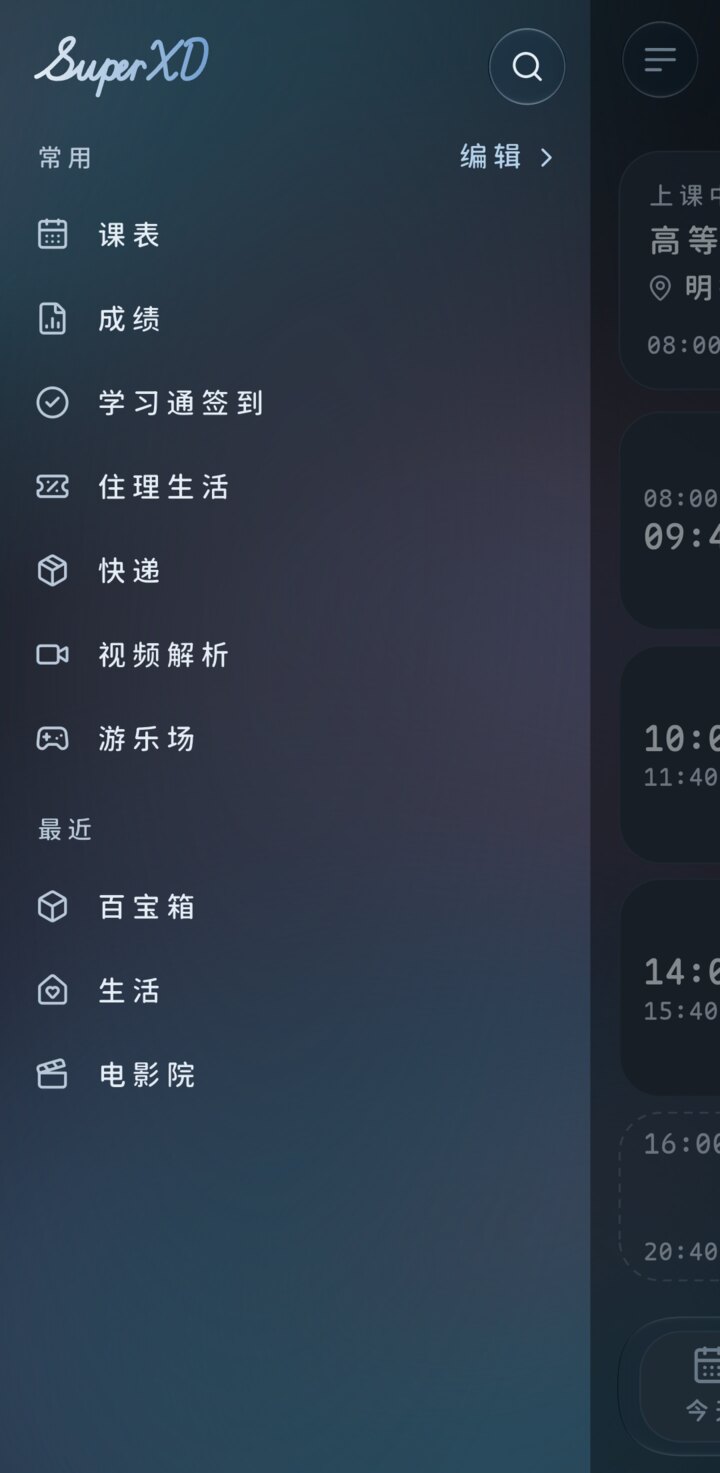 SuperXD
常用
编辑
课表
成绩
学习通签到
住理生活
快递
视频解析
游乐场
最近
百宝箱
生活
电影院
上课中
高等
明
08:00
08:00
09:4
10:0
11:40
14:0
15:40
16:00
20:40
今